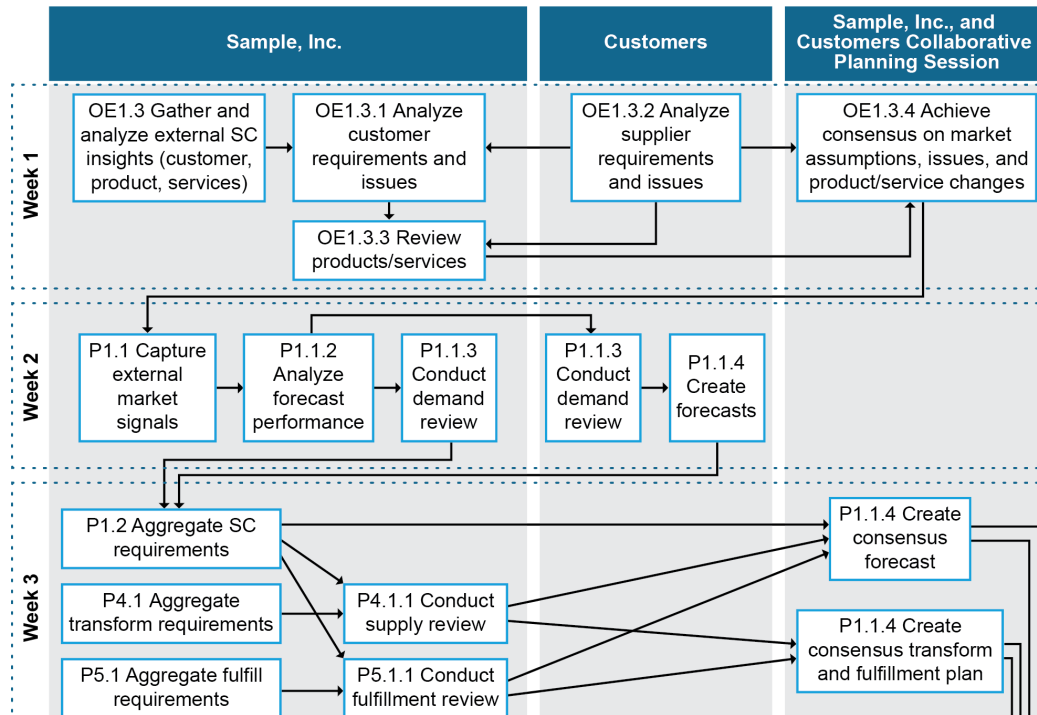 Sample, Inc.
Customers
Sample, Inc., and
Customers Collaborative
Planning Session
Week 1
OE1.3 Gather and
analyze external SC
insights (customer,
product, services)
OE1.3.1 Analyze
customer
requirements and
issues
OE1.3.2 Analyze
supplier
requirements
and issues
OE1.3.4 Achieve
consensus on market
assumptions, issues, and
product/service changes
OE1.3.3 Review
products/services
Week 2
P1.1 Capture
external
market
signals
P1.1.2
Analyze
forecast
performance
P1.1.3
Conduct
demand
review
P1.1.3
Conduct
demand
review
P1.1.4
Create
forecasts
Week 3
P1.2 Aggregate SC
requirements
P1.1.4 Create
consensus
forecast
P4.1 Aggregate
transform requirements
P4.1.1 Conduct
supply review
P1.1.4 Create
consensus transform
and fulfillment plan
P5.1 Aggregate fulfill
requirements
P5.1.1 Conduct
fulfillment review